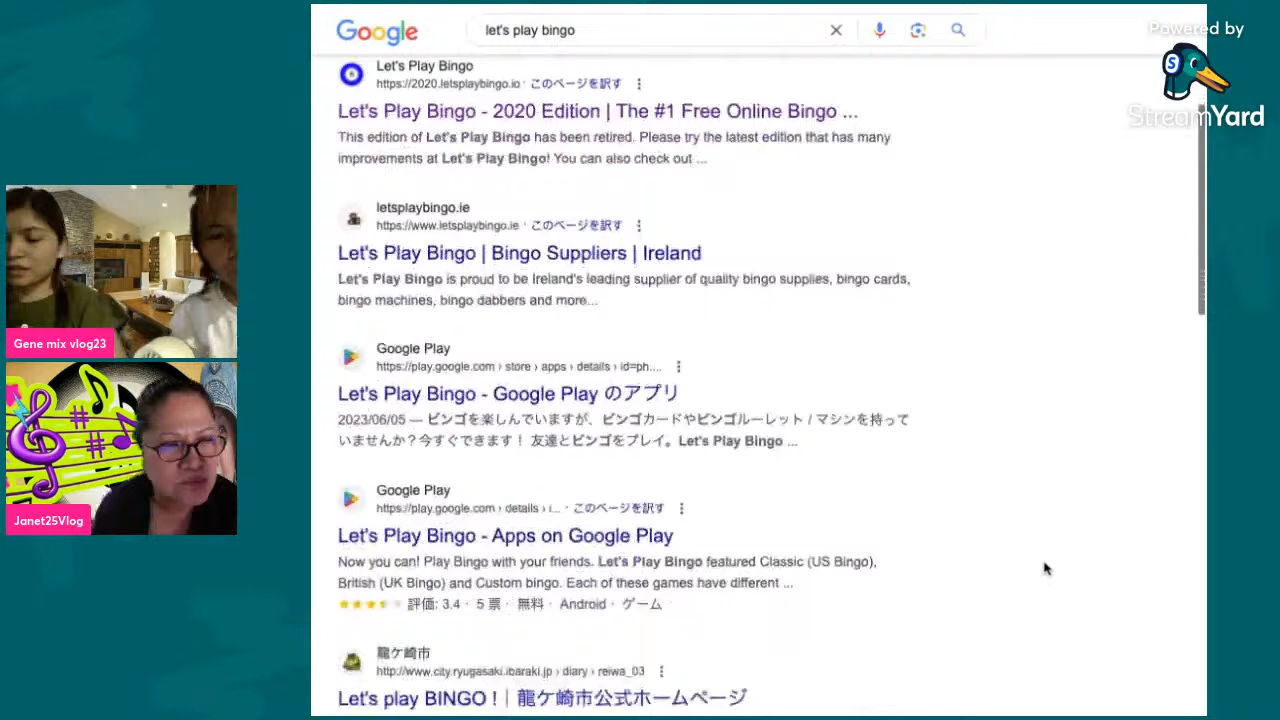 Google
let's play bingo
Powered by
StreamYard
Let's Play Bingo
https://2020.letsplaybingo.io · このページを訳す
Let's Play Bingo - 2020 Edition | The #1 Free Online Bingo ...
This edition of Let's Play Bingo has been retired. Please try the latest edition that has many
improvements at Let's Play Bingo! You can also check out ...
letsplaybingo.ie
https://www.letsplaybingo.ie · このページを訳す
Let's Play Bingo | Bingo Suppliers | Ireland
Let's Play Bingo is proud to be Ireland's leading supplier of quality bingo supplies, bingo cards,
bingo machines, bingo dabbers and more...
Google Play
https://play.google.com › store › apps › details › id=ph....
Let's Play Bingo - Google Play のアプリ
2023/06/05 — ビンゴを楽しんでいますが、ビンゴカードやビンゴルーレット / マシンを持って
いませんか？今すぐできます！ 友達とビンゴをプレイ。Let's Play Bingo ...
Google Play
https://play.google.com › details › i... · このページを訳す
Let's Play Bingo - Apps on Google Play
Now you can! Play Bingo with your friends. Let's Play Bingo featured Classic (US Bingo),
British (UK Bingo) and Custom bingo. Each of these games have different ...
評価: 3.4 · 5 票 · 無料 · Android · ゲーム
龍ケ崎市
http://www.city.ryugasaki.ibaraki.jp › diary › reiwa_03
Let's play BINGO！｜龍ケ崎市公式ホームページ
Gene mix vlog23
Janet25Vlog